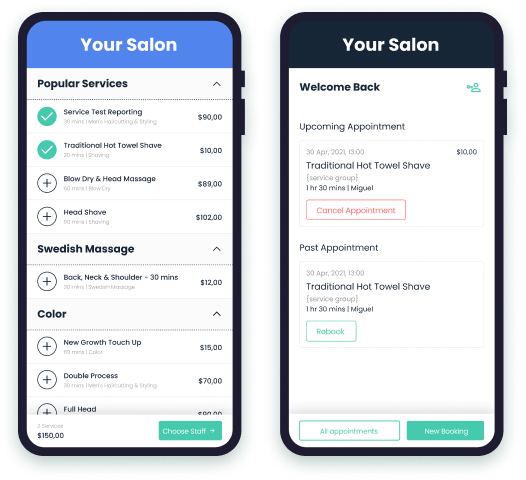 Your Salon
Popular Services
Service Test Reporting
30 mins | Men's Haircutting & Styling
$90,00
Traditional Hot Towel Shave
20 mins | Shaving
$10,00
Blow Dry & Head Massage
60 mins | Blow Dry
$89,00
Head Shave
90 mins | Shaving
$102,00
Swedish Massage
Back, Neck & Shoulder - 30 mins
30 mins | Swedish Massage
$12,00
Color
New Growth Touch Up
60 mins | Color
$15,00
Double Process
30 mins | Men's Haircutting & Styling
$70,00
Full Head
$90,00
2 Services
$150,00
Choose Staff →
Your Salon
Welcome Back
Upcoming Appointment
30 Apr, 2021, 13:00
$10,00
Traditional Hot Towel Shave
{service group}
1 hr 30 mins | Miguel
Cancel Appointment
Past Appointment
30 Apr, 2021, 13:00
Traditional Hot Towel Shave
{service group}
1 hr 30 mins | Miguel
Rebook
All appointments
New Booking